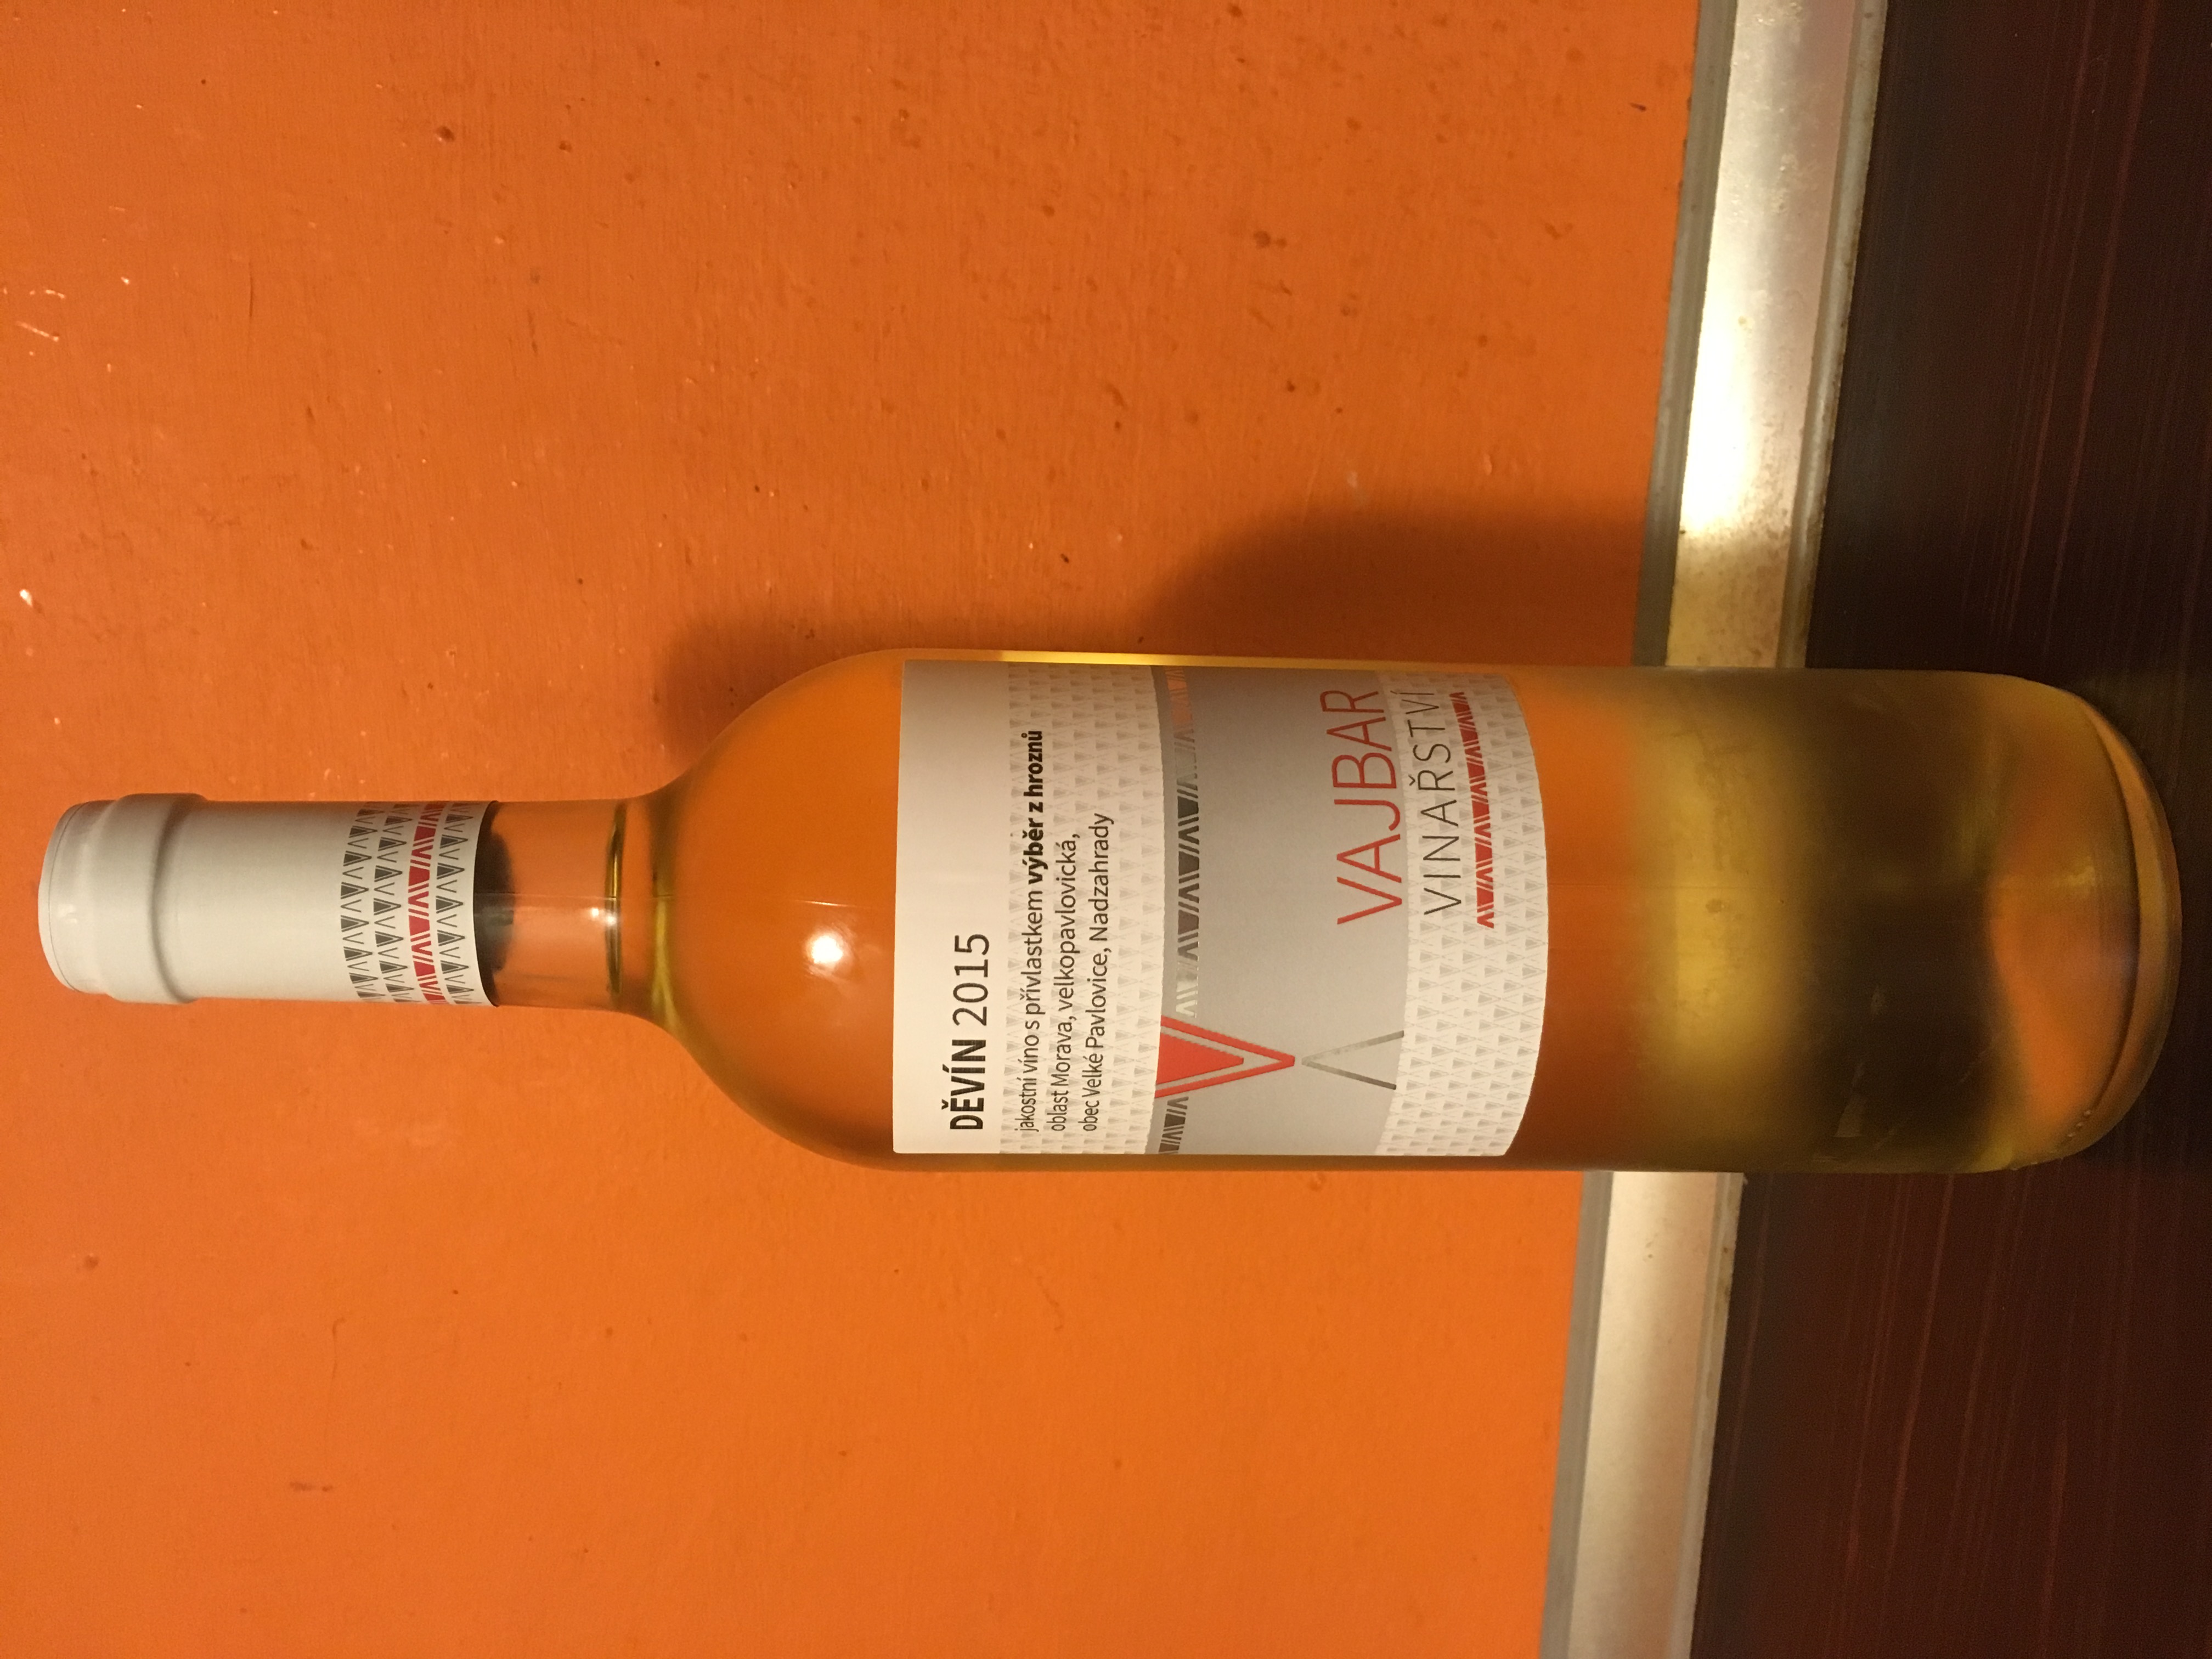 DĚVÍN 2015
jakostní víno s přívlastkem výběr z hroznů
oblast Morava, velkopavlovická,
obec Velké Pavlovice, Nadzahrady
VAJBAR
VINAŘSTVÍ